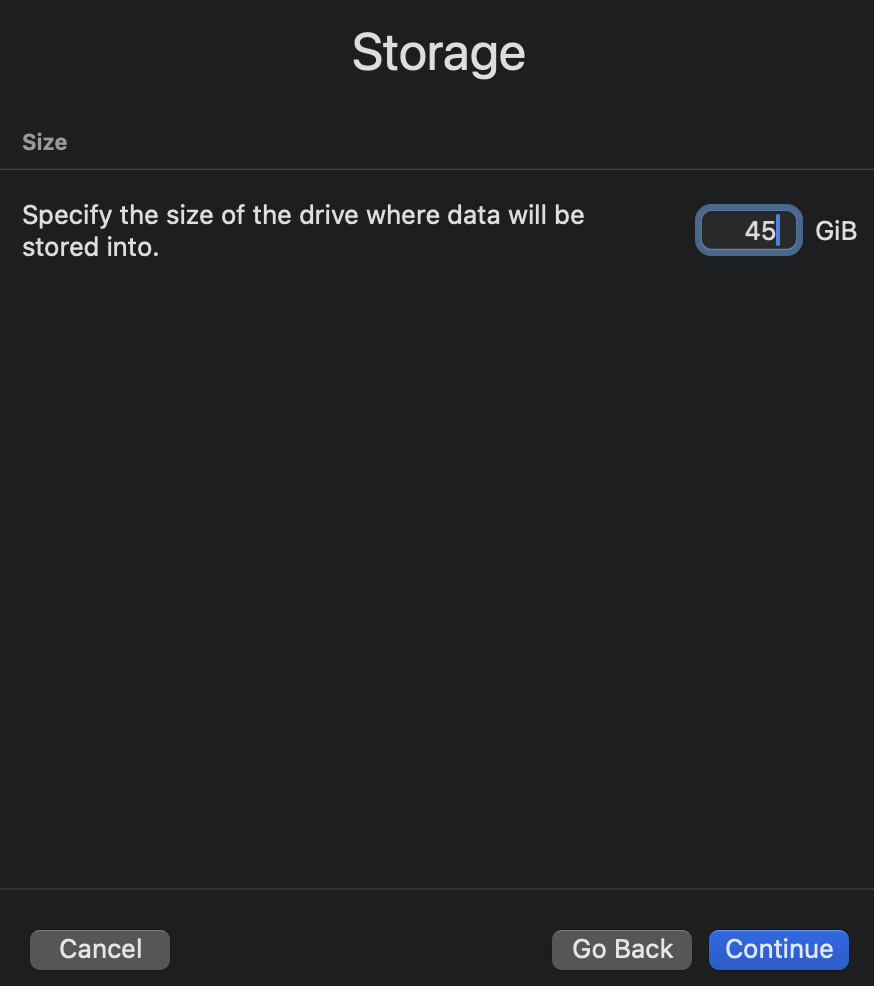 Storage
Size
Specify the size of the drive where data will be
stored into.
45 GiB
Cancel
Go Back
Continue